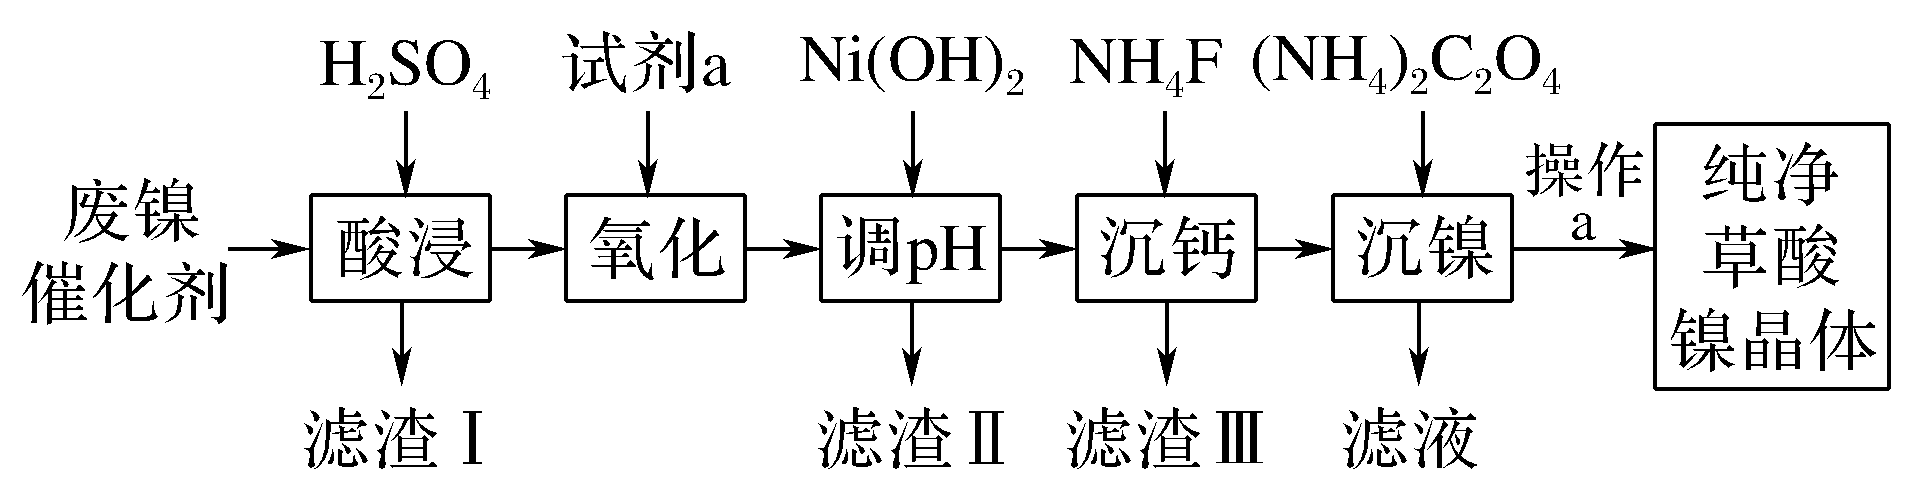 H₂SO₄ 试剂a Ni(OH)₂ NH₄F (NH₄)₂C₂O₄
废镍
催化剂
酸浸 氧化 调pH 沉钙 沉镍
操作
a
纯净
草酸
镍晶体
滤渣Ⅰ 滤渣Ⅱ 滤渣Ⅲ 滤液